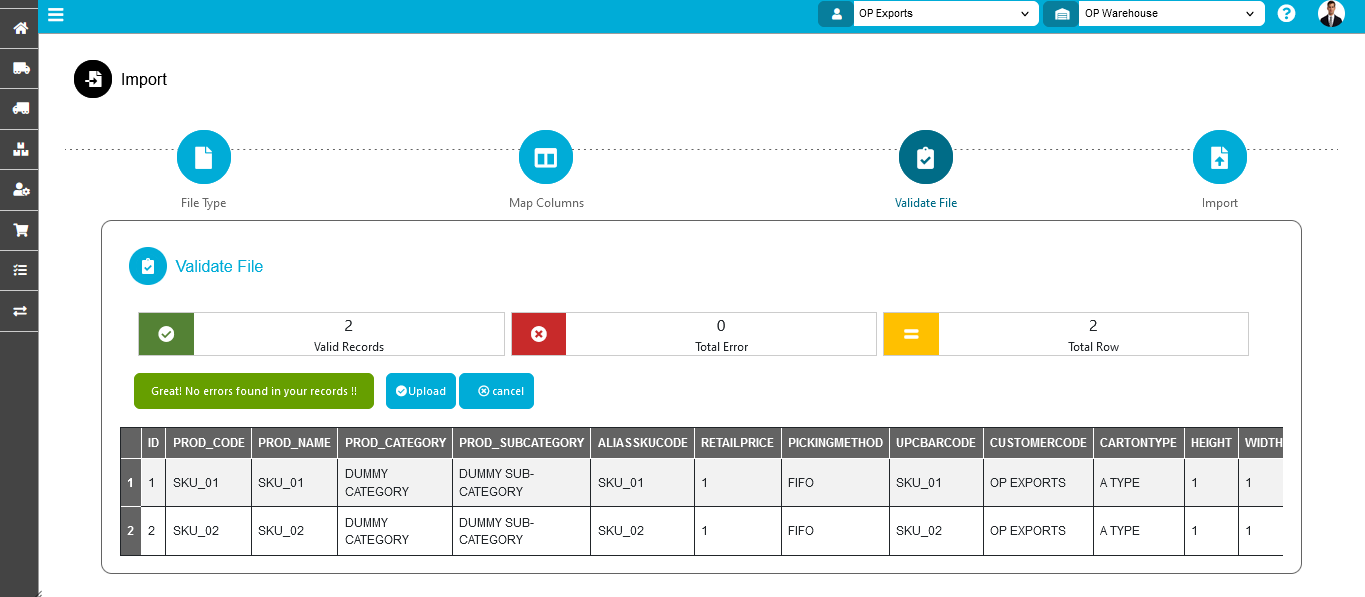 OP Exports
OP Warehouse
Import
File Type
Map Columns
Validate File
Import
Validate File
2
Valid Records
0
Total Error
2
Total Row
Great! No errors found in your records !!
Upload
cancel
ID PROD_CODE PROD_NAME PROD_CATEGORY PROD_SUBCATEGORY ALIASSKUCODE RETAILPRICE PICKINGMETHOD UPCBARCODE CUSTOMERCODE CARTONTYPE HEIGHT WIDTH
1 1 SKU_01 SKU_01 DUMMY CATEGORY DUMMY SUB-CATEGORY SKU_01 1 FIFO SKU_01 OP EXPORTS A TYPE 1 1
2 2 SKU_02 SKU_02 DUMMY CATEGORY DUMMY SUB-CATEGORY SKU_02 1 FIFO SKU_02 OP EXPORTS A TYPE 1 1